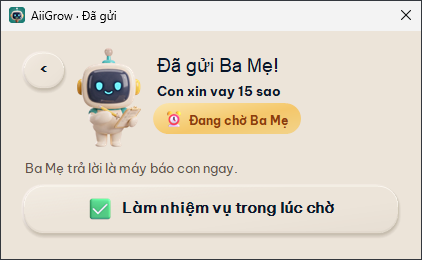 AiiGrow · Đã gửi
Đã gửi Ba Mẹ!
Con xin vay 15 sao
Đang chờ Ba Mẹ
Ba Mẹ trả lời là máy báo con ngay.
Làm nhiệm vụ trong lúc chờ